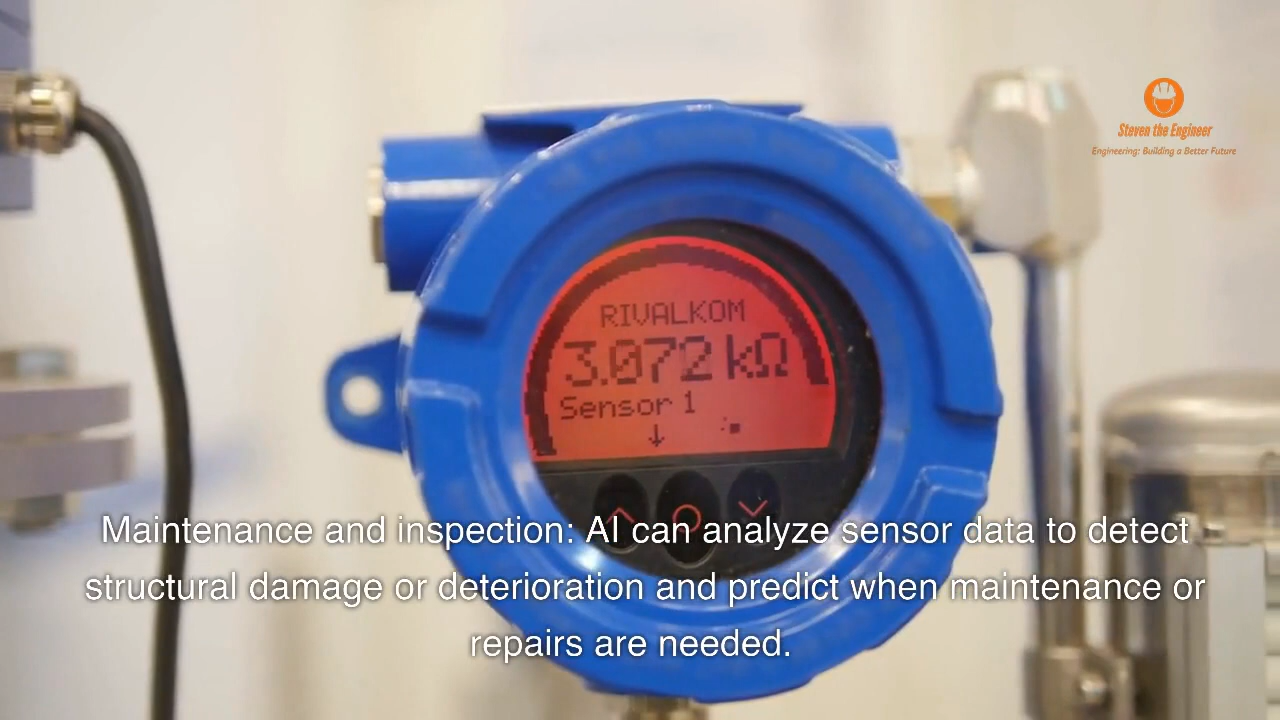 Steven the Engineer
Engineering: Building a Better Future
RIVALKOM
3.072 kΩ
Sensor 1
Maintenance and inspection: AI can analyze sensor data to detect
structural damage or deterioration and predict when maintenance or
repairs are needed.